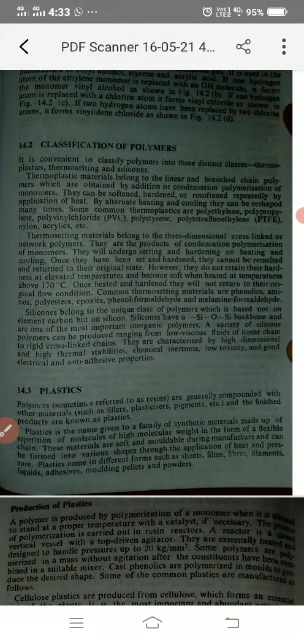 4:33
95%
PDF Scanner 16-05-21 4...
atom of the ethylene monomer is replaced with an OH molecule, it forms
the monomer vinyl alcohol as shown in Fig. 14.2 (b). If one hydrogen
atom is replaced with a chlorine atom it forms vinyl chloride as shown in
Fig. 14.2 (c). If two hydrogen atoms have been replaced by two chlorine
atoms, it forms vinylidene chloride as shown in Fig. 14.2 (d).
14.2 CLASSIFICATION OF POLYMERS
It is convenient to classify polymers into three distinct classes—thermo-
plastics, thermosetting and silicones.
Thermoplastic materials belong to the linear and branched chain poly-
mers which are obtained by addition or condensation polymerisation of
monomers. They can be softened, hardened, or resoftened repeatedly by
application of heat. By alternate heating and cooling they can be reshaped
many times. Some common thermoplastics are polyethylene, polypropy-
lene, polyvinylchloride (PVC), polystyrene, polytetrafluoethylene (PTFE),
nylon, acrylics, etc.
Thermosetting materials belong to the three-dimensional cross linked or
network polymers. They are the products of condensation polymerisation
of monomers. They will undergo setting and hardening on heating and
cooling. Once they have been set and hardened, they cannot be remelted
and returned to their original state. However, they do not retain their hard-
ness at elevated temperatures and become soft when heated at temperatures
above 170 °C. Once heated and hardened they will not return to their ori-
ginal flow condition. Common thermosetting materials are phenolics, ami-
nos, polyesters, epoxies, phenol-formaldehyde and melamine-formaldehyde.
Silicones belong to the unique class of polymers which is based not on
element carbon but on silicon. Silicones have a –Si–O–Si backbone and
are one of the most important inorganic polymers. A variety of silicone
polymers can be produced ranging from low-viscous fluids of linear chain
to rigid cross-linked chains. They are characterised by high dimensional
and high thermal stabilities, chemical inertness, low toxicity, and good
electrical and anti-adhesive properties.
14.3 PLASTICS
Polymers (sometimes referred to as resins) are generally compounded with
other materials (such as fillers, plasticisers, pigments, etc.) and the finished
products are known as plastics.
Plastics is the name given to a family of synthetic materials made up of
repitition of molecules of high molecular weight in the form of a flexible
chain. These materials are soft and mouldable during manufacture and can
be formed into various shapes through the application of heat and pres-
sure. Plastics come in different forms such as sheets, films, fibres, filaments,
liquids, adhesives, moulding pellets and powders.
Production of Plastics
A polymer is produced by polymerization of a monomer when it is
to stand at a proper temperature with a catalyst, if necessary. The
of polymerization is carried out in resin reactors. A reactor is a
vertical vessel with a top-driven agitator. They are externally heated and
designed to handle pressures up to 20 kg/mm². Some polymers are
merized in a mass without agitation after the constituents have been
bined in a suitable mixer. Cast phenolics are polymerized in moulds to
duce the desired shape. Some of the common plastics are manufactured as
follows.
Cellulose plastics are produced from cellulose, which forms an essential